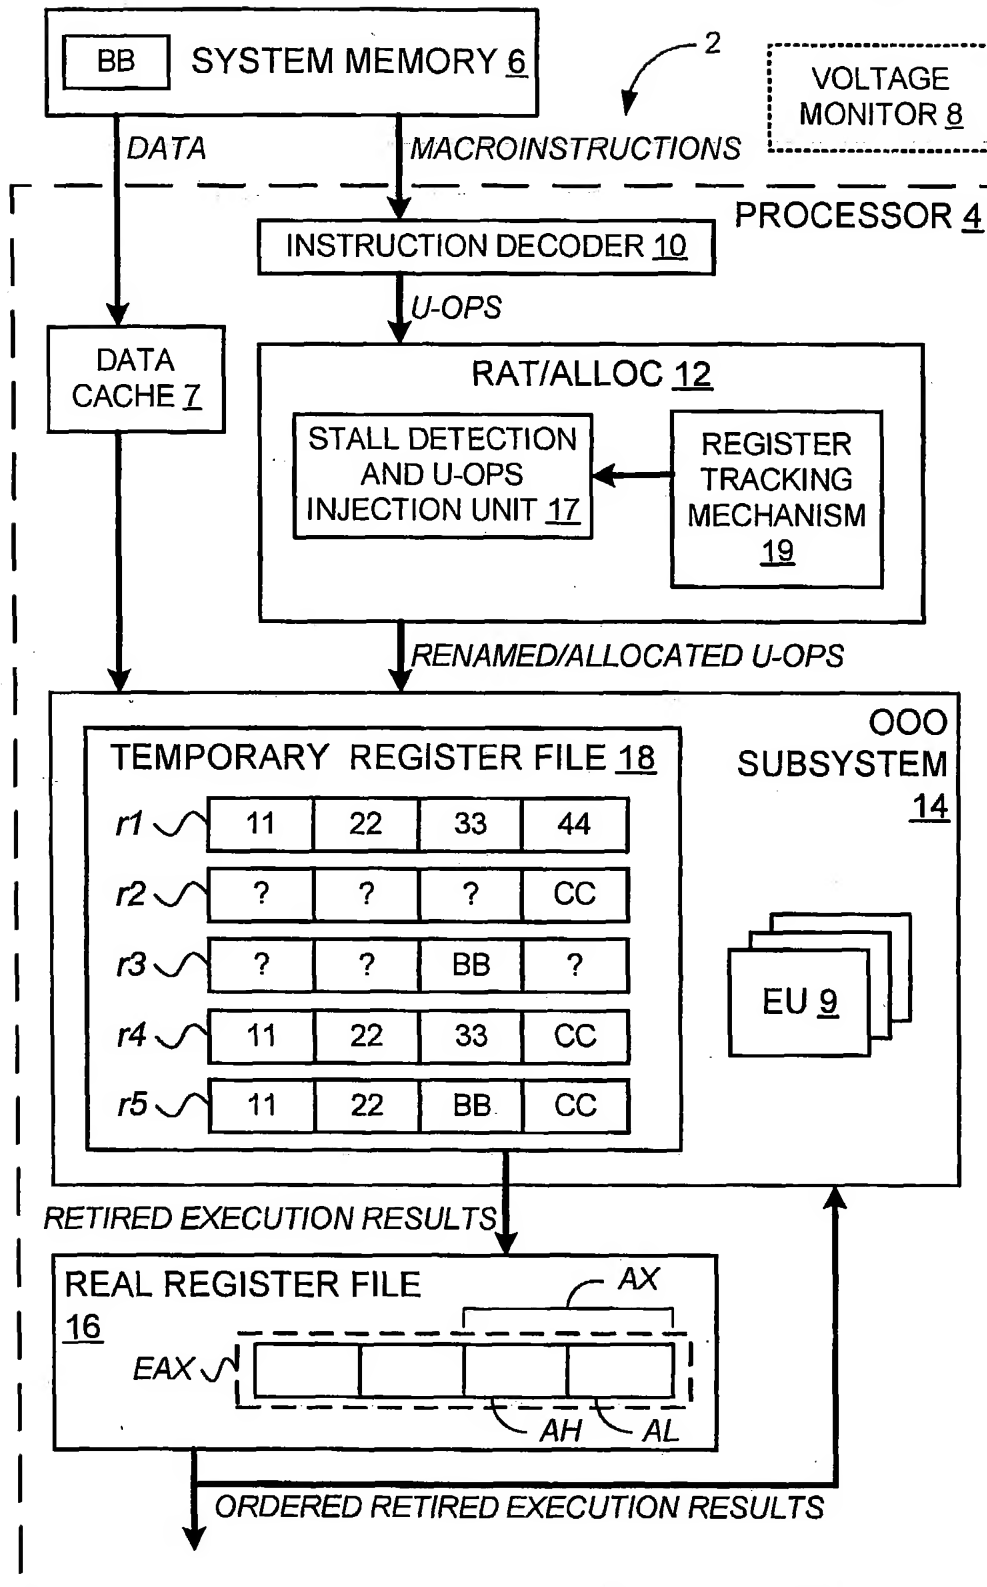 BB
SYSTEM MEMORY 6
2
VOLTAGE
MONITOR 8
DATA
MACROINSTRUCTIONS
PROCESSOR 4
INSTRUCTION DECODER 10
U-OPS
DATA
CACHE 7
RAT/ALLOC 12
STALL DETECTION
AND U-OPS
INJECTION UNIT 17
REGISTER
TRACKING
MECHANISM
19
RENAMED/ALLOCATED U-OPS
OOO
SUBSYSTEM
14
TEMPORARY REGISTER FILE 18
r1 11 22 33 44
r2 ? ? ? CC
r3 ? ? BB ?
r4 11 22 33 CC
r5 11 22 BB CC
EU 9
RETIRED EXECUTION RESULTS
REAL REGISTER FILE
16
AX
EAX
AH AL
ORDERED RETIRED EXECUTION RESULTS